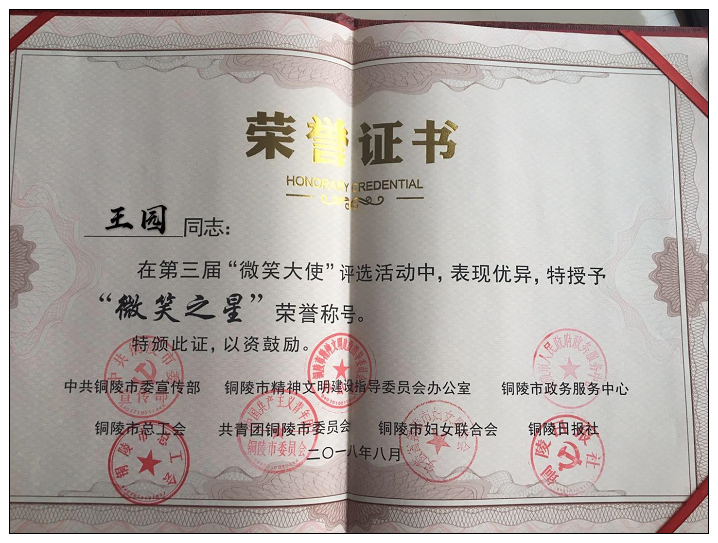 荣誉证书
HONORARY CREDENTIAL
王园同志：
在第三届“微笑大使”评选活动中，表现优异，特授予
“微笑之星”荣誉称号。
特颁此证，以资鼓励。
中共铜陵市委宣传部 铜陵市精神文明建设指导委员会办公室 铜陵市政务服务中心
铜陵市总工会 共青团铜陵市委员会 铜陵市妇女联合会 铜陵日报社
二〇一八年八月